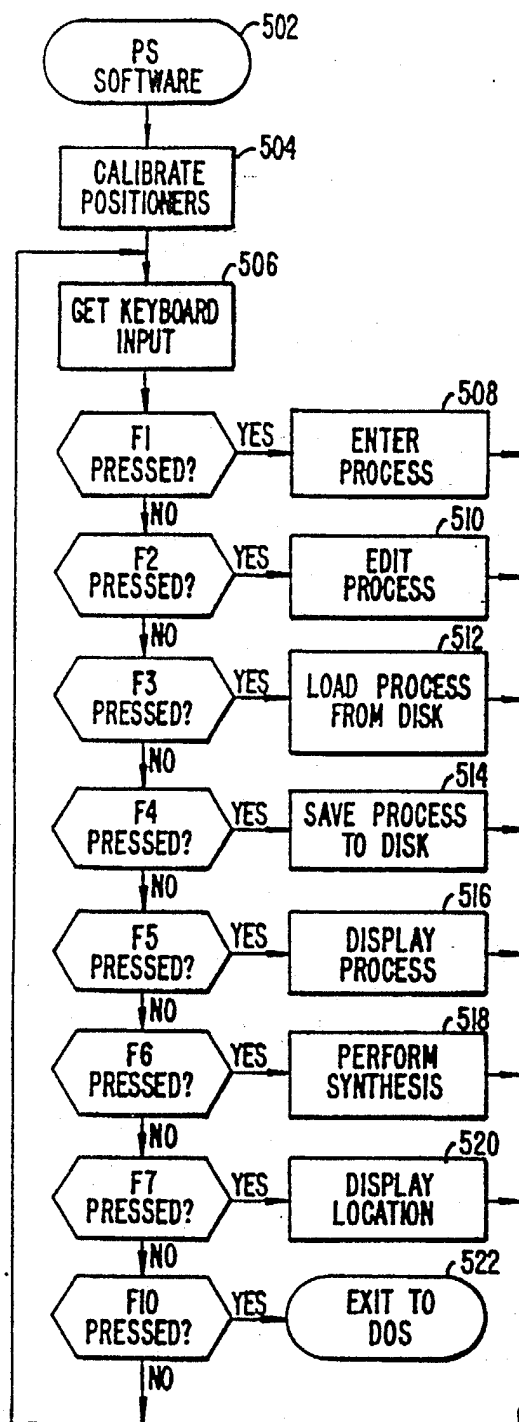 502
PS
SOFTWARE
504
CALIBRATE
POSITIONERS
506
GET KEYBOARD
INPUT
508
F1
PRESSED?
YES
ENTER
PROCESS
NO
510
F2
PRESSED?
YES
EDIT
PROCESS
NO
512
F3
PRESSED?
YES
LOAD PROCESS
FROM DISK
NO
514
F4
PRESSED?
YES
SAVE PROCESS
TO DISK
NO
516
F5
PRESSED?
YES
DISPLAY
PROCESS
NO
518
F6
PRESSED?
YES
PERFORM
SYNTHESIS
NO
520
F7
PRESSED?
YES
DISPLAY
LOCATION
NO
522
F10
PRESSED?
YES
EXIT TO
DOS
NO